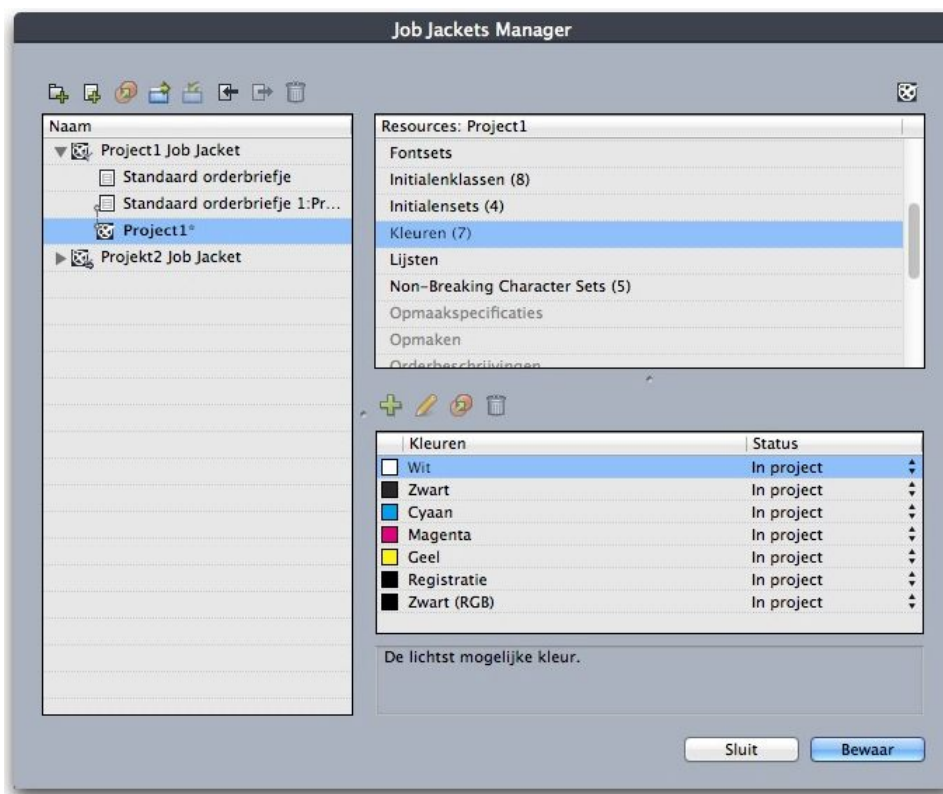 Job Jackets Manager
Naam
Project1 Job Jacket
Standaard orderbriefje
Standaard orderbriefje 1:Pr...
Project1*
Projekt2 Job Jacket
Resources: Project1
Fontsets
Initialenklassen (8)
Initialensets (4)
Kleuren (7)
Lijsten
Non-Breaking Character Sets (5)
Opmaakspecificaties
Opmaken
Orderbeschrijvingen
Kleuren Status
Wit In project
Zwart In project
Cyaan In project
Magenta In project
Geel In project
Registratie In project
Zwart (RGB) In project
De lichtst mogelijke kleur.
Sluit Bewaar